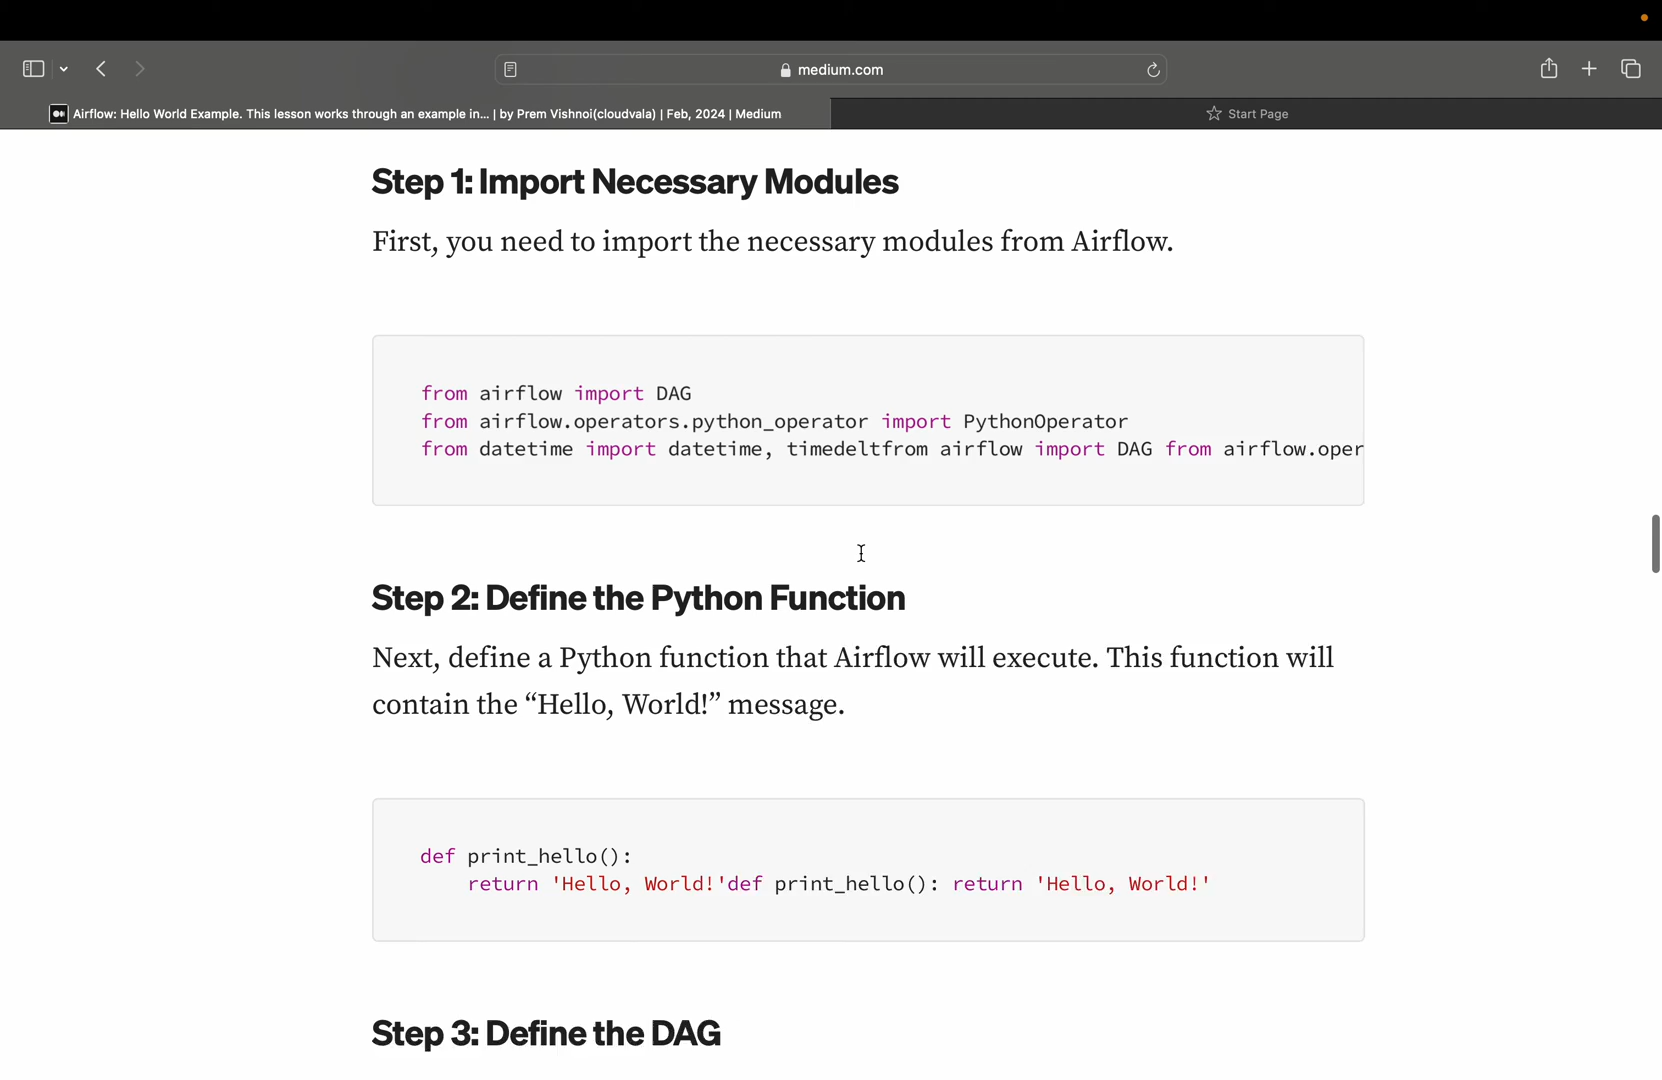 medium.com
Airflow: Hello World Example. This lesson works through an example in... | by Prem Vishnoi(cloudvala) | Feb, 2024 | Medium
Start Page
Step 1: Import Necessary Modules
First, you need to import the necessary modules from Airflow.
from airflow import DAG
from airflow.operators.python_operator import PythonOperator
from datetime import datetime, timedeltfrom airflow import DAG from airflow.oper
Step 2: Define the Python Function
Next, define a Python function that Airflow will execute. This function will
contain the “Hello, World!” message.
def print_hello():
return 'Hello, World!'def print_hello(): return 'Hello, World!'
Step 3: Define the DAG